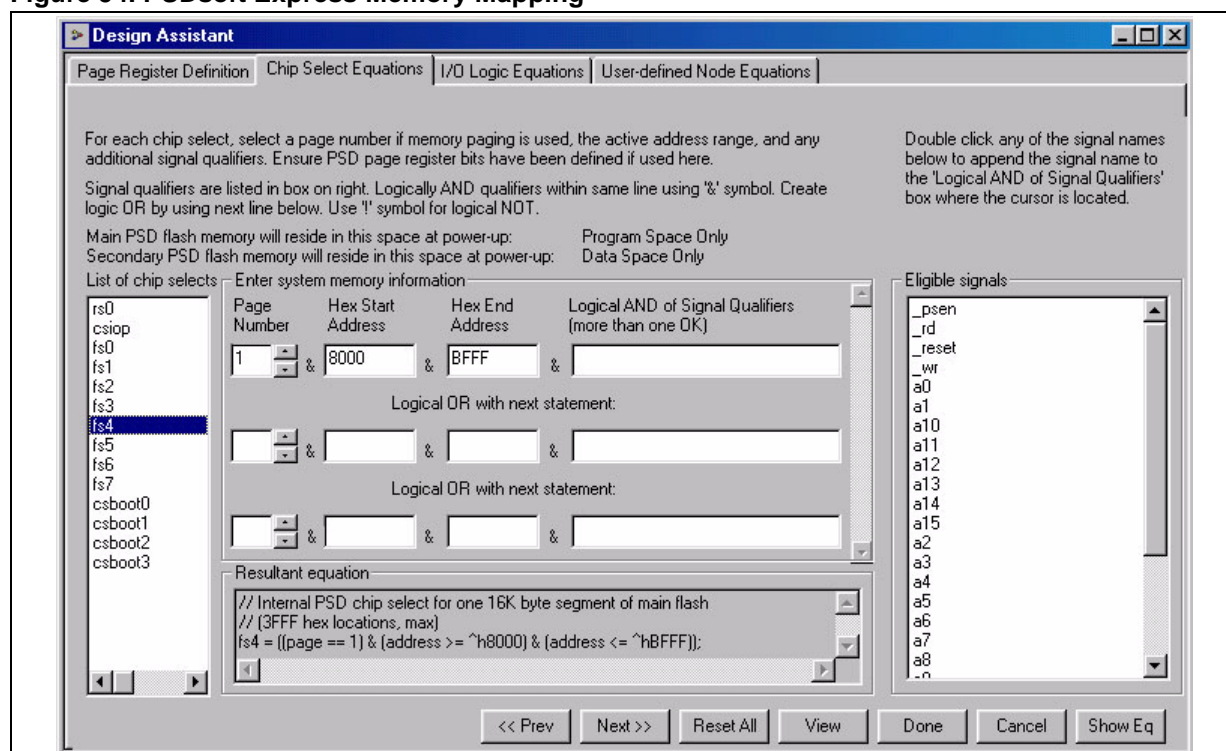 Design Assistant
Page Register Definition
Chip Select Equations
I/O Logic Equations
User-defined Node Equations
For each chip select, select a page number if memory paging is used, the active address range, and any
additional signal qualifiers. Ensure PSD page register bits have been defined if used here.
Signal qualifiers are listed in box on right. Logically AND qualifiers within same line using '&' symbol. Create
logic OR by using next line below. Use '!' symbol for logical NOT.
Main PSD flash memory will reside in this space at power-up: Program Space Only
Secondary PSD flash memory will reside in this space at power-up: Data Space Only
Double click any of the signal names
below to append the signal name to
the 'Logical AND of Signal Qualifiers'
box where the cursor is located.
List of chip selects
rs0
csiop
fs0
fs1
fs2
fs3
fs4
fs5
fs6
fs7
csboot0
csboot1
csboot2
csboot3
Enter system memory information
Page Number
Hex Start Address
Hex End Address
Logical AND of Signal Qualifiers
(more than one OK)
1 & 8000 & BFFF &
Logical OR with next statement:
& & &
Logical OR with next statement:
& & &
Resultant equation
// Internal PSD chip select for one 16K byte segment of main flash
// (3FFF hex locations, max)
fs4 = ((page == 1) & (address >= ^h8000) & (address <= ^hBFFF));
Eligible signals
_psen
_rd
_reset
_wr
a0
a1
a10
a11
a12
a13
a14
a15
a2
a3
a4
a5
a6
a7
a8
<< Prev
Next >>
Reset All
View
Done
Cancel
Show Eq